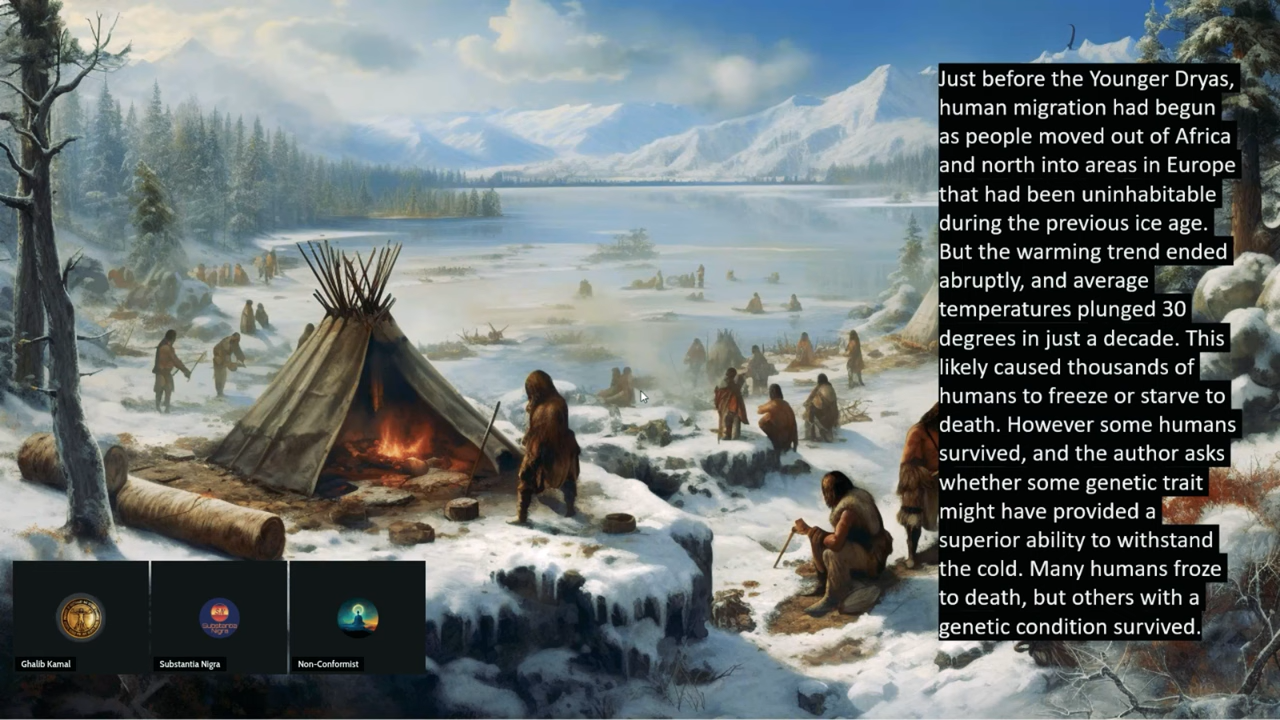 Just before the Younger Dryas,
human migration had begun
as people moved out of Africa
and north into areas in Europe
that had been uninhabitable
during the previous ice age.
But the warming trend ended
abruptly, and average
temperatures plunged 30
degrees in just a decade. This
likely caused thousands of
humans to freeze or starve to
death. However some humans
survived, and the author asks
whether some genetic trait
might have provided a
superior ability to withstand
the cold. Many humans froze
to death, but others with a
genetic condition survived.
Substantia
Nigra
Ghalib Kamal
Substantia Nigra
Non-Conformist